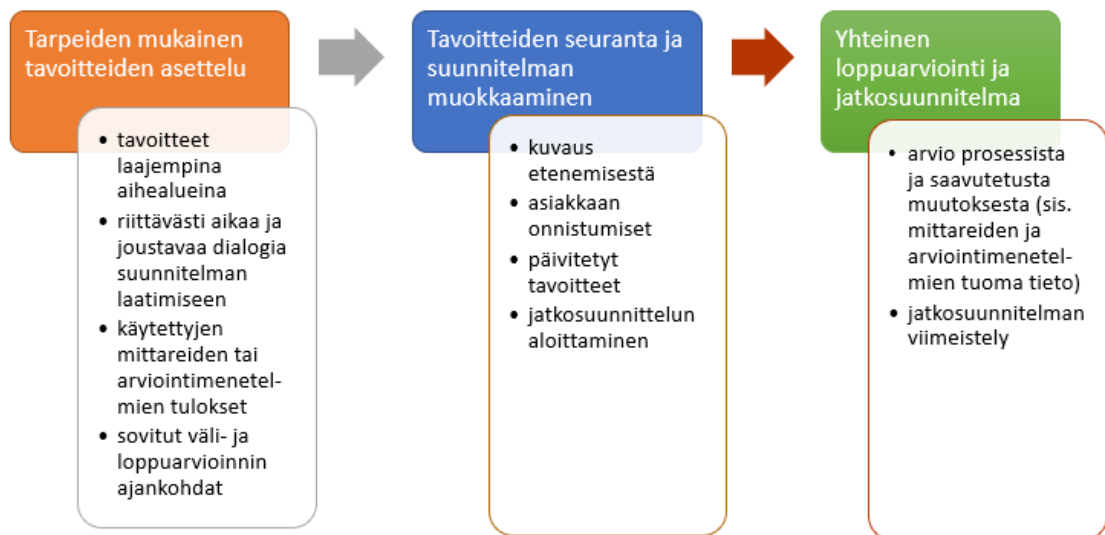 Tarpeiden mukainen
tavoitteiden asettelu
• tavoitteet
laajempina
aihealueina
• riittävästi aikaa ja
joustavaa dialogia
suunnitelman
laatimiseen
• käytettyjen
mittareiden tai
arviointimenetel-
mien tulokset
• sovitut väli- ja
loppuarvioinnin
ajankohdat
Tavoitteiden seuranta ja
suunnitelman
muokkaaminen
• kuvaus
etenemisestä
• asiakkaan
onnistumiset
• päivitetyt
tavoitteet
• jatkosuunnittelun
aloittaminen
Yhteinen
loppuarviointi ja
jatkosuunnitelma
• arvio prosessista
ja saavutetusta
muutoksesta (sis.
mittareiden ja
arviointimenetel-
mien tuoma tieto)
• jatkosuunnitelman
viimeistely